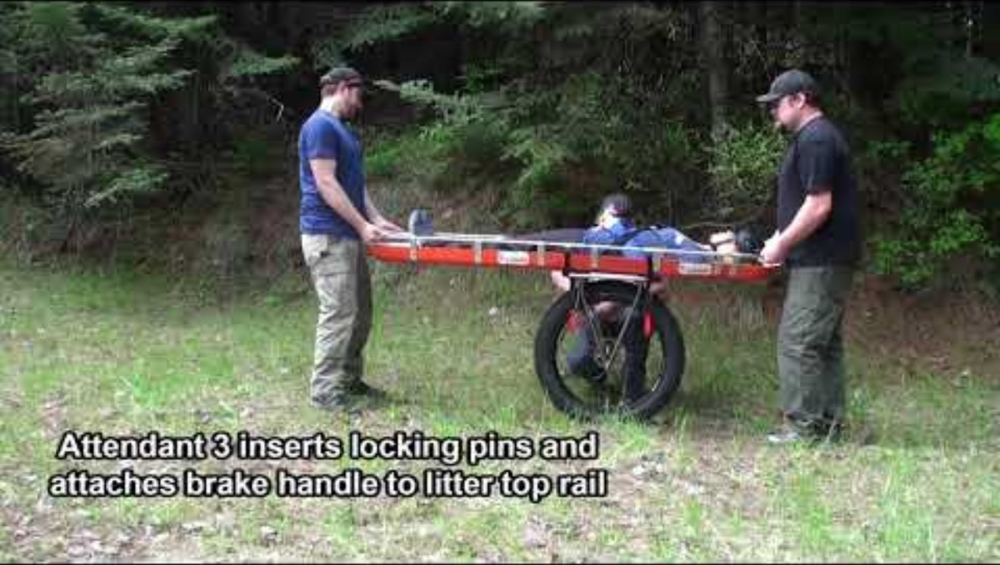 Attendant 3 inserts locking pins and
attaches brake handle to litter top rail